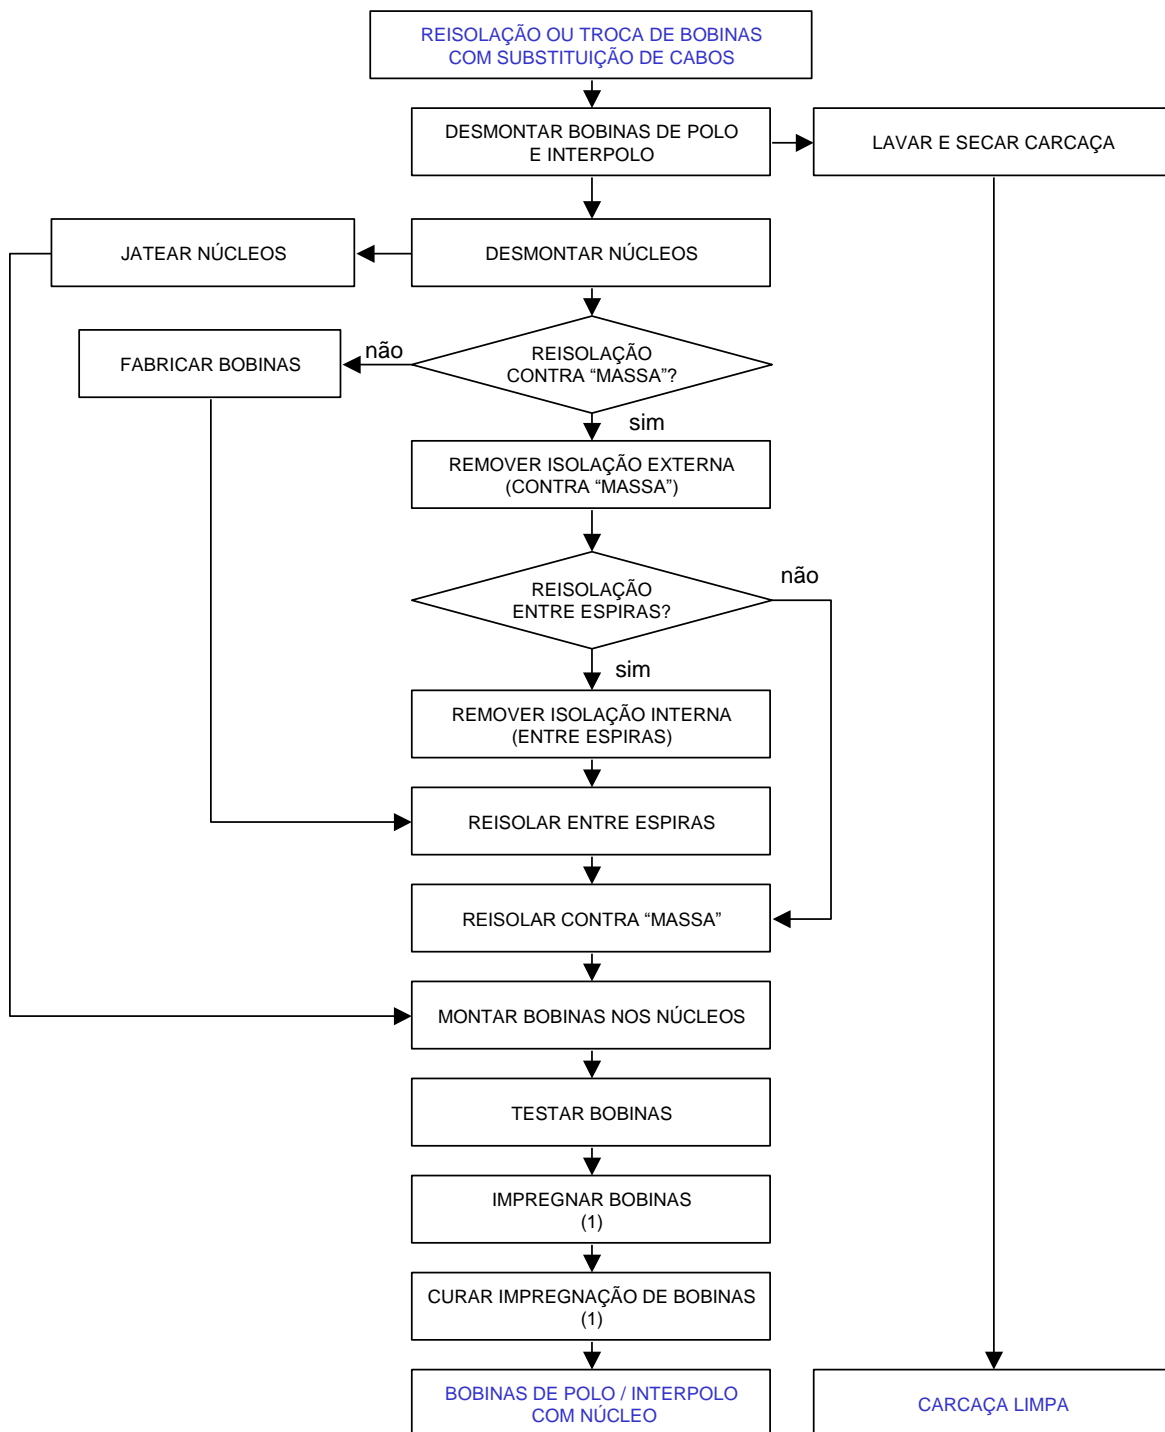 REISOLAÇÃO OU TROCA DE BOBINAS
COM SUBSTITUIÇÃO DE CABOS
DESMONTAR BOBINAS DE POLO
E INTERPOLO
LAVAR E SECAR CARCAÇA
JATEAR NÚCLEOS
DESMONTAR NÚCLEOS
FABRICAR BOBINAS
não
REISOLAÇÃO
CONTRA “MASSA”?
sim
REMOVER ISOLAÇÃO EXTERNA
(CONTRA “MASSA”)
REISOLAÇÃO
ENTRE ESPIRAS?
não
sim
REMOVER ISOLAÇÃO INTERNA
(ENTRE ESPIRAS)
REISOLAR ENTRE ESPIRAS
REISOLAR CONTRA “MASSA”
MONTAR BOBINAS NOS NÚCLEOS
TESTAR BOBINAS
IMPREGNAR BOBINAS
(1)
CURAR IMPREGNAÇÃO DE BOBINAS
(1)
BOBINAS DE POLO / INTERPOLO
COM NÚCLEO
CARCAÇA LIMPA